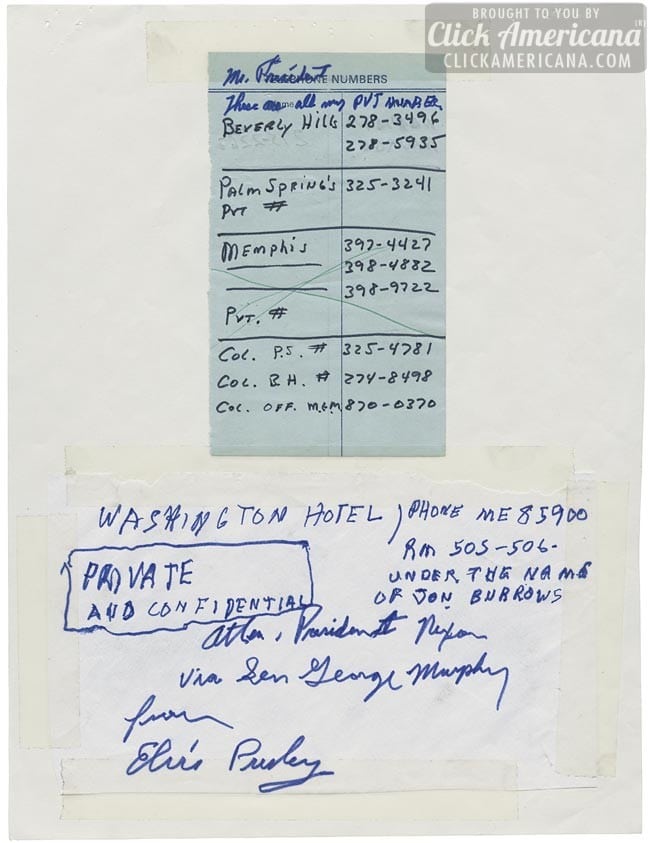 BROUGHT TO YOU BY
Click Americana(R)
CLICKAMERICANA.COM
Mr. President
TELEPHONE NUMBERS
These are all my PVT NUMBERS
BEVERLY HILLS 278-3496
278-5935
PALM SPRING'S 325-3241
PVT #
MEMPHIS 397-4427
398-4882
398-9722
PVT. #
COL. P.S. # 325-4781
COL. B.H. # 274-8498
COL. OFF. M.G.M. 870-0370
WASHINGTON HOTEL) PHONE ME 85900
RM 505-506-
UNDER THE NAME
OF JON BURROWS
PRIVATE
AND CONFIDENTIAL
Attn, President Nixon
via Sen George Murphy
from
Elvis Presley